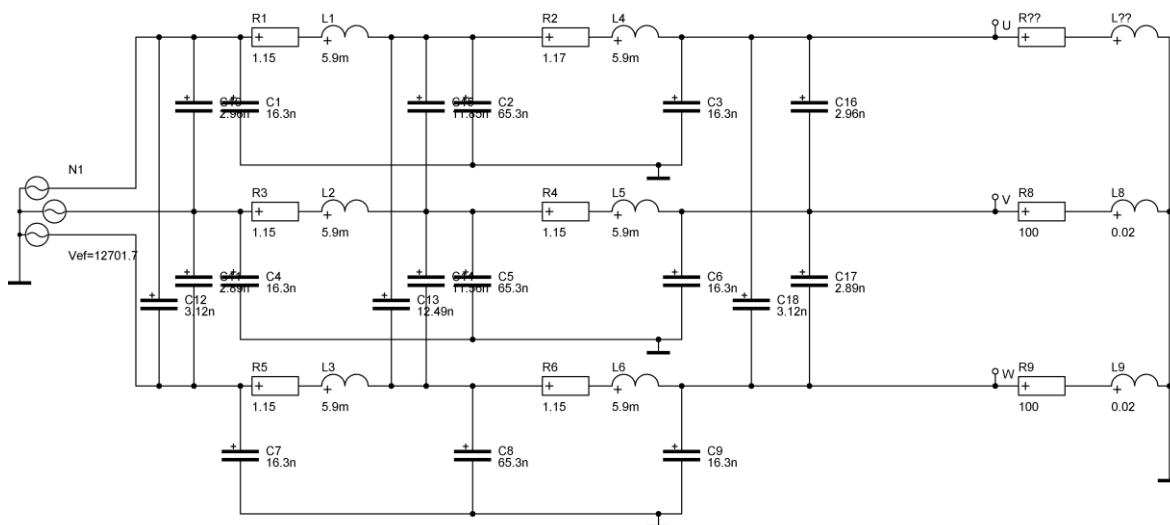 R1
L1
R2
L4
U
R??
L??
1.15
5.9m
1.17
5.9m
C1
16.3n
C2
65.3n
C3
16.3n
C16
2.96n
N1
R3
L2
R4
L5
V
R8
L8
1.15
5.9m
1.15
5.9m
100
0.02
Vef=12701.7
C4
16.3n
C5
65.3n
C6
16.3n
C17
2.89n
C12
3.12n
C13
12.49n
C18
3.12n
R5
L3
R6
L6
W
R9
L9
1.15
5.9m
1.15
5.9m
100
0.02
C7
16.3n
C8
65.3n
C9
16.3n